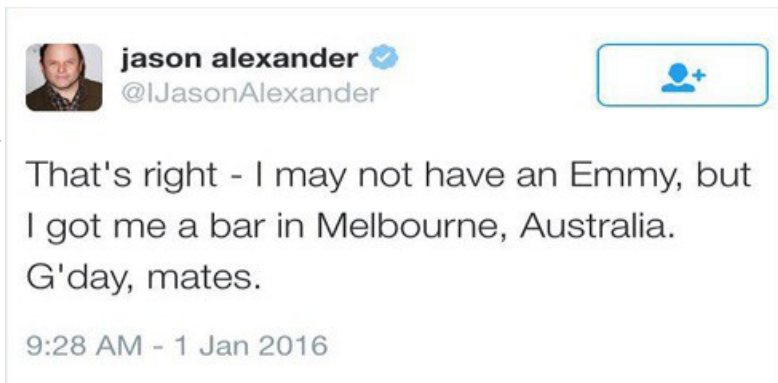 jason alexander
@IJasonAlexander
That's right - I may not have an Emmy, but
I got me a bar in Melbourne, Australia.
G'day, mates.
9:28 AM - 1 Jan 2016